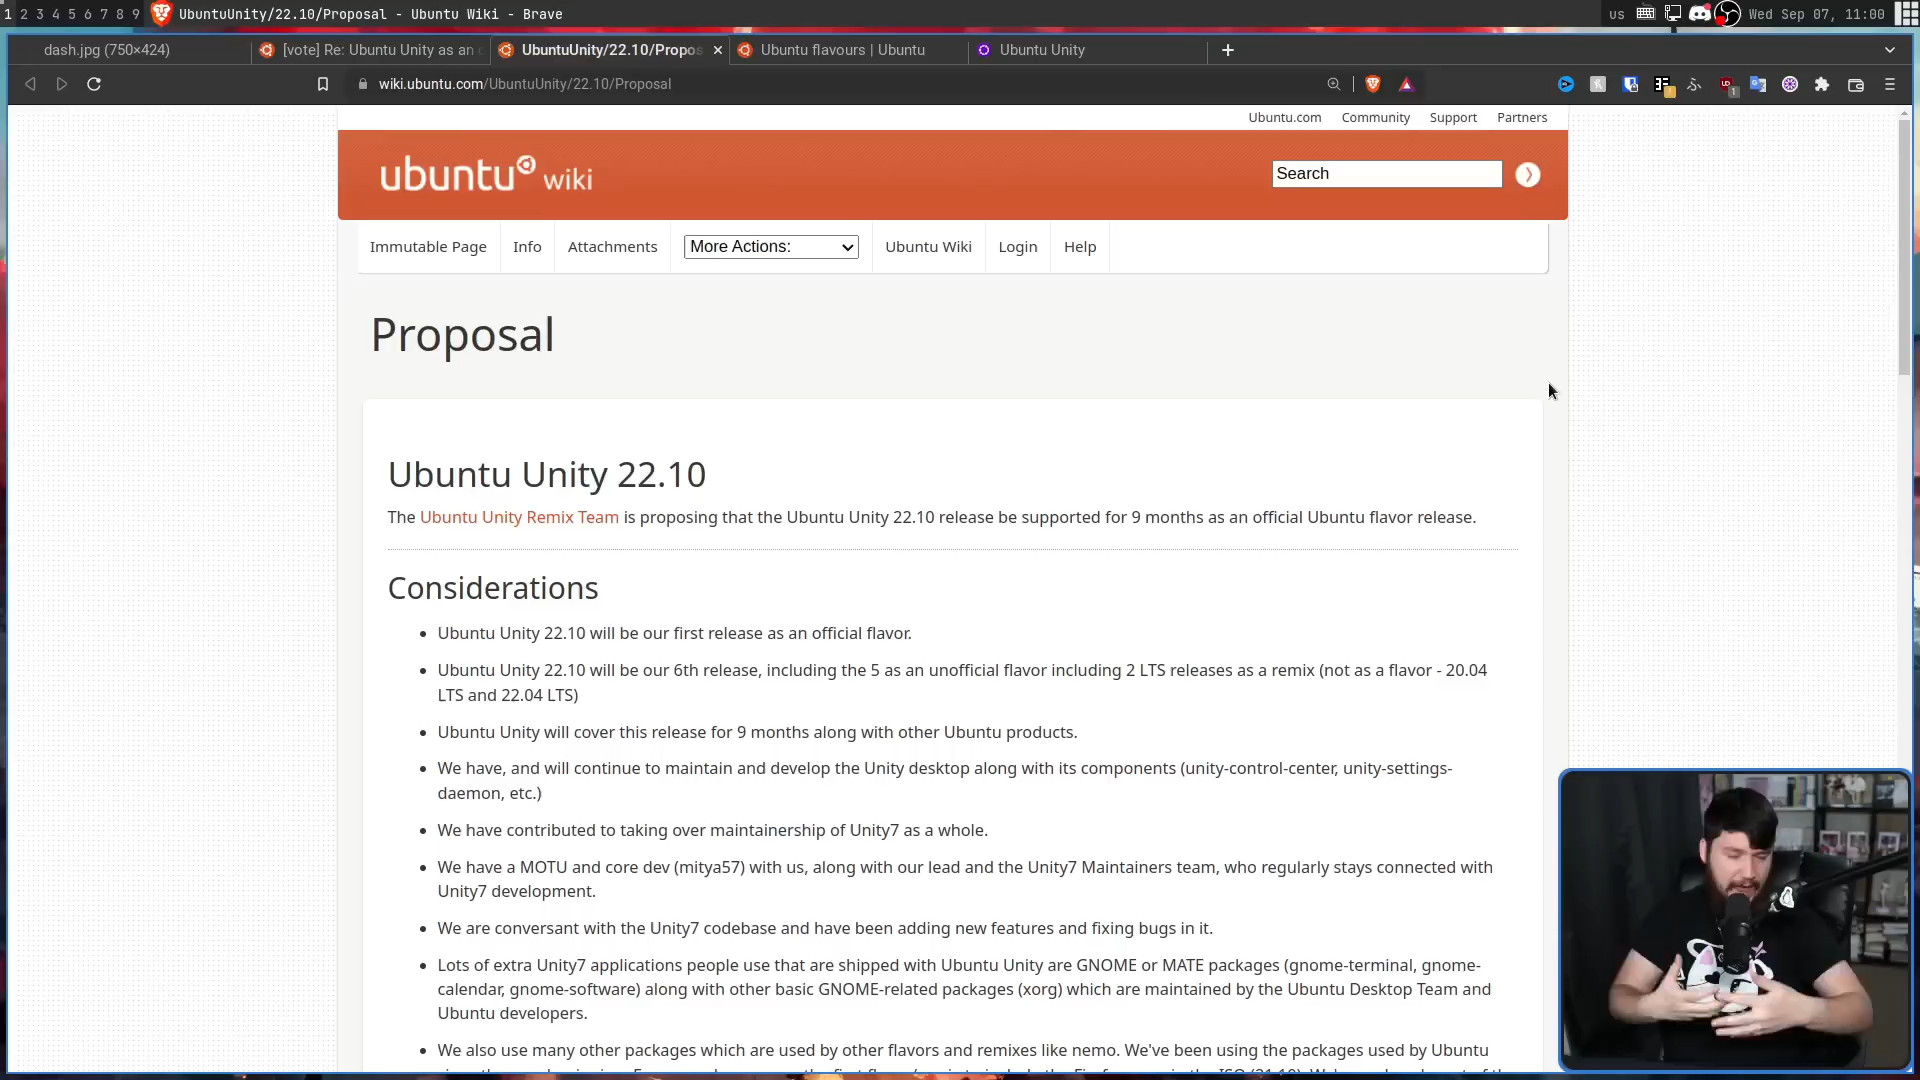 1 2 3 4 5 6 7 8 9 UbuntuUnity/22.10/Proposal - Ubuntu Wiki - Brave us Wed Sep 07, 11:00
dash.jpg (750×424) [vote] Re: Ubuntu Unity as an UbuntuUnity/22.10/Propos Ubuntu flavours | Ubuntu Ubuntu Unity
wiki.ubuntu.com/UbuntuUnity/22.10/Proposal
Ubuntu.com Community Support Partners
ubuntu wiki Search
Immutable Page Info Attachments More Actions: Ubuntu Wiki Login Help
Proposal
Ubuntu Unity 22.10
The Ubuntu Unity Remix Team is proposing that the Ubuntu Unity 22.10 release be supported for 9 months as an official Ubuntu flavor release.
Considerations
• Ubuntu Unity 22.10 will be our first release as an official flavor.
• Ubuntu Unity 22.10 will be our 6th release, including the 5 as an unofficial flavor including 2 LTS releases as a remix (not as a flavor - 20.04
LTS and 22.04 LTS)
• Ubuntu Unity will cover this release for 9 months along with other Ubuntu products.
• We have, and will continue to maintain and develop the Unity desktop along with its components (unity-control-center, unity-settings-
daemon, etc.)
• We have contributed to taking over maintainership of Unity7 as a whole.
• We have a MOTU and core dev (mitya57) with us, along with our lead and the Unity7 Maintainers team, who regularly stays connected with
Unity7 development.
• We are conversant with the Unity7 codebase and have been adding new features and fixing bugs in it.
• Lots of extra Unity7 applications people use that are shipped with Ubuntu Unity are GNOME or MATE packages (gnome-terminal, gnome-
calendar, gnome-software) along with other basic GNOME-related packages (xorg) which are maintained by the Ubuntu Desktop Team and
Ubuntu developers.
• We also use many other packages which are used by other flavors and remixes like nemo. We've been using the packages used by Ubuntu